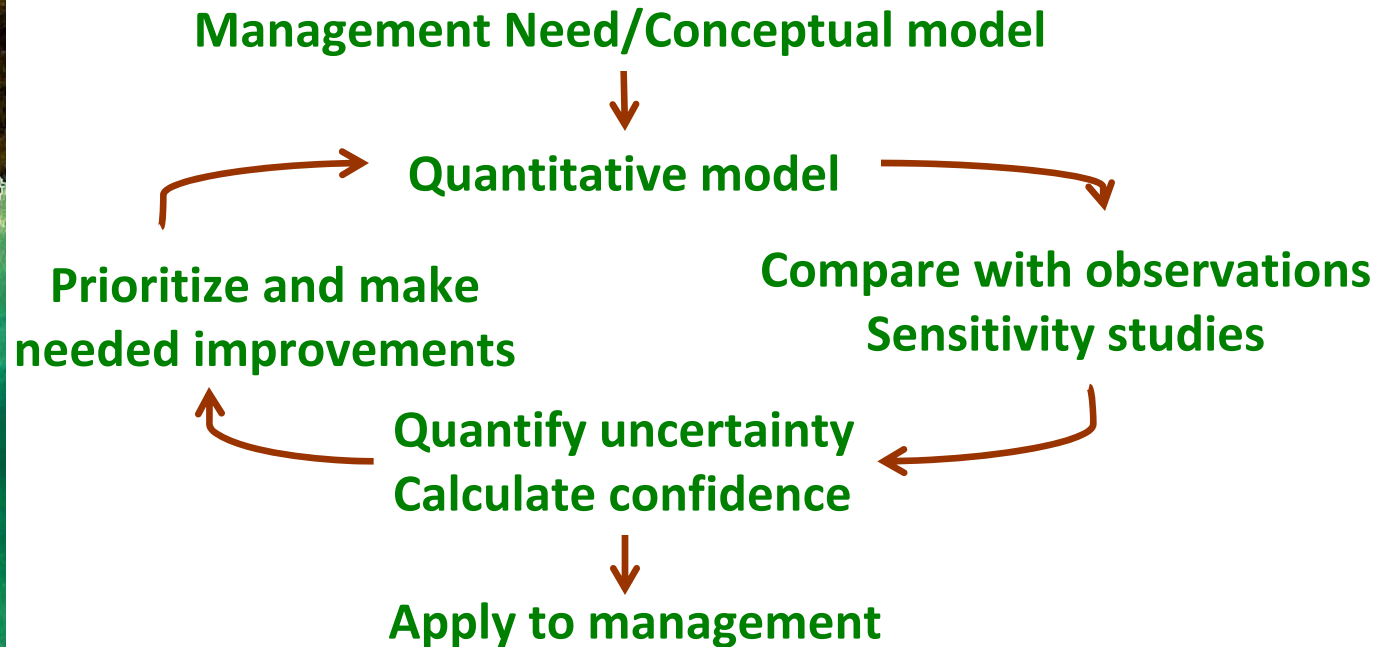 Management Need/Conceptual model
Quantitative model
Compare with observations
Sensitivity studies
Prioritize and make
needed improvements
Quantify uncertainty
Calculate confidence
Apply to management